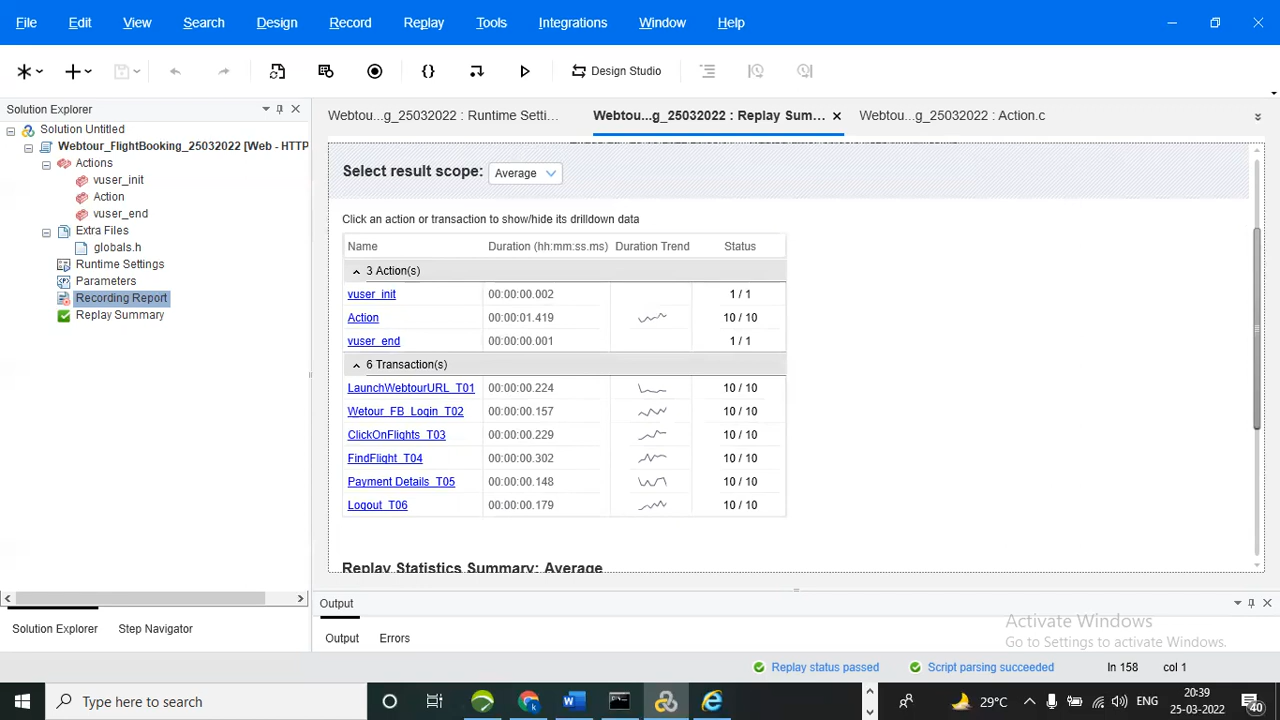 File Edit View Search Design Record Replay Tools Integrations Window Help
Design Studio
Solution Explorer
Solution Untitled
Webtour_FlightBooking_25032022 [Web - HTTP
Actions
vuser_init
Action
vuser_end
Extra Files
globals.h
Runtime Settings
Parameters
Recording Report
Replay Summary
Solution Explorer Step Navigator
Webtou...g_25032022 : Runtime Setti... Webtou...g_25032022 : Replay Sum... Webtou...g_25032022 : Action.c
Select result scope: Average
Click an action or transaction to show/hide its drilldown data
Name Duration (hh:mm:ss.ms) Duration Trend Status
3 Action(s)
vuser_init 00:00:00.002 1 / 1
Action 00:00:01.419 10 / 10
vuser_end 00:00:00.001 1 / 1
6 Transaction(s)
LaunchWebtourURL_T01 00:00:00.224 10 / 10
Wetour_FB_Login_T02 00:00:00.157 10 / 10
ClickOnFlights_T03 00:00:00.229 10 / 10
FindFlight_T04 00:00:00.302 10 / 10
Payment Details_T05 00:00:00.148 10 / 10
Logout_T06 00:00:00.179 10 / 10
Replay Statistics Summary: Average
Output
Output Errors
Activate Windows
Go to Settings to activate Windows.
Replay status passed Script parsing succeeded ln 158 col 1
Type here to search
29°C ENG 20:39
25-03-2022
40